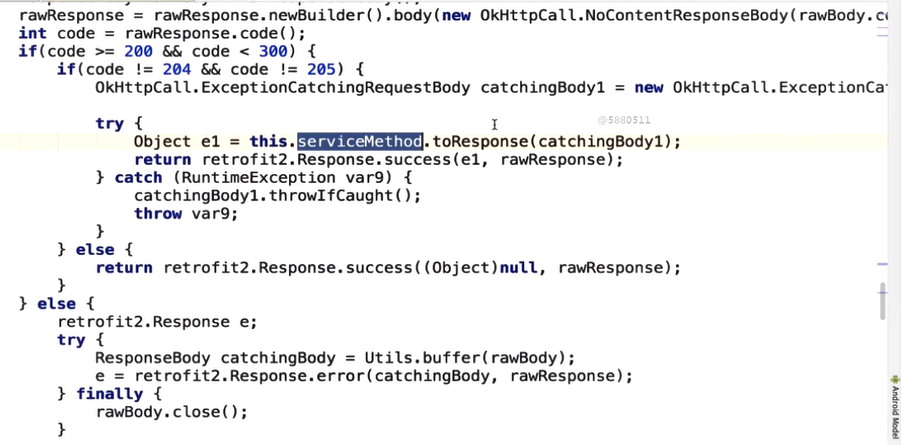 rawResponse = rawResponse.newBuilder().body(new OkHttpCall.NoContentResponseBody(rawBody.c
int code = rawResponse.code();
if(code >= 200 && code < 300) {
if(code != 204 && code != 205) {
OkHttpCall.ExceptionCatchingRequestBody catchingBody1 = new OkHttpCall.ExceptionCa
@5880511
try {
Object e1 = this.serviceMethod.toResponse(catchingBody1);
return retrofit2.Response.success(e1, rawResponse);
} catch (RuntimeException var9) {
catchingBody1.throwIfCaught();
throw var9;
}
} else {
return retrofit2.Response.success((Object)null, rawResponse);
}
} else {
retrofit2.Response e;
try {
ResponseBody catchingBody = Utils.buffer(rawBody);
e = retrofit2.Response.error(catchingBody, rawResponse);
} finally {
rawBody.close();
}
Android Model